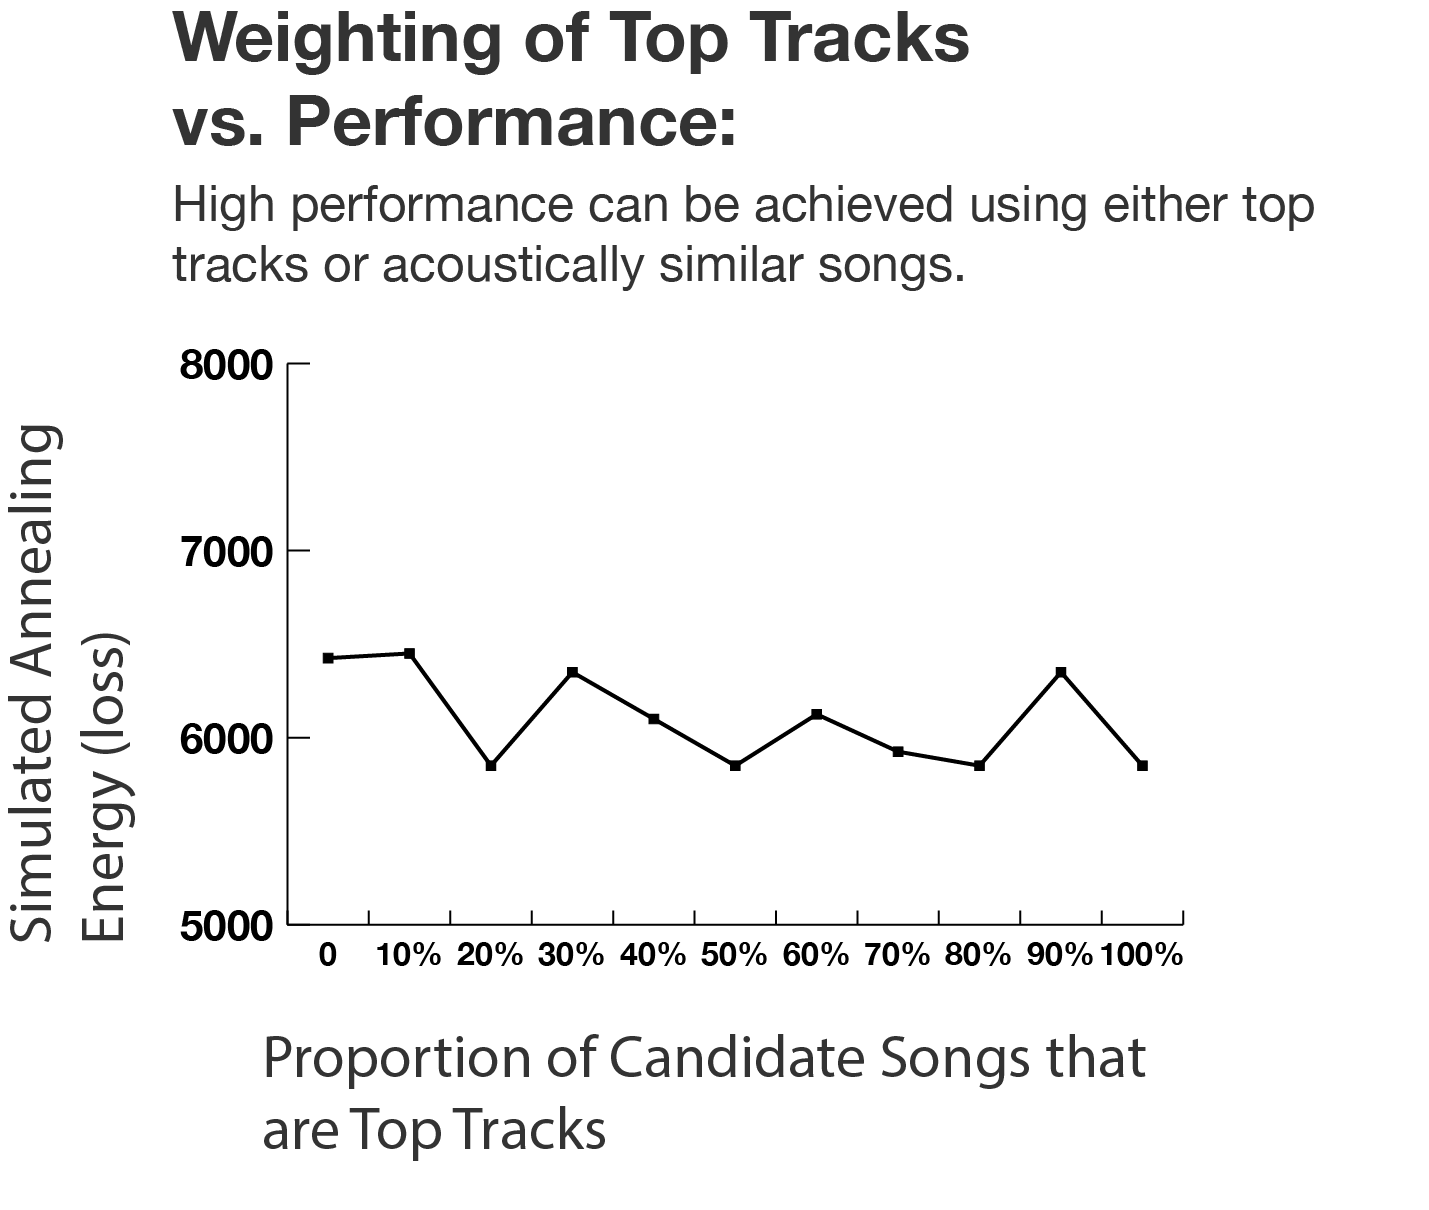 Weighting of Top Tracks
vs. Performance:
High performance can be achieved using either top
tracks or acoustically similar songs.
Simulated Annealing
Energy (loss)
8000
7000
6000
5000
0 10% 20% 30% 40% 50% 60% 70% 80% 90% 100%
Proportion of Candidate Songs that
are Top Tracks